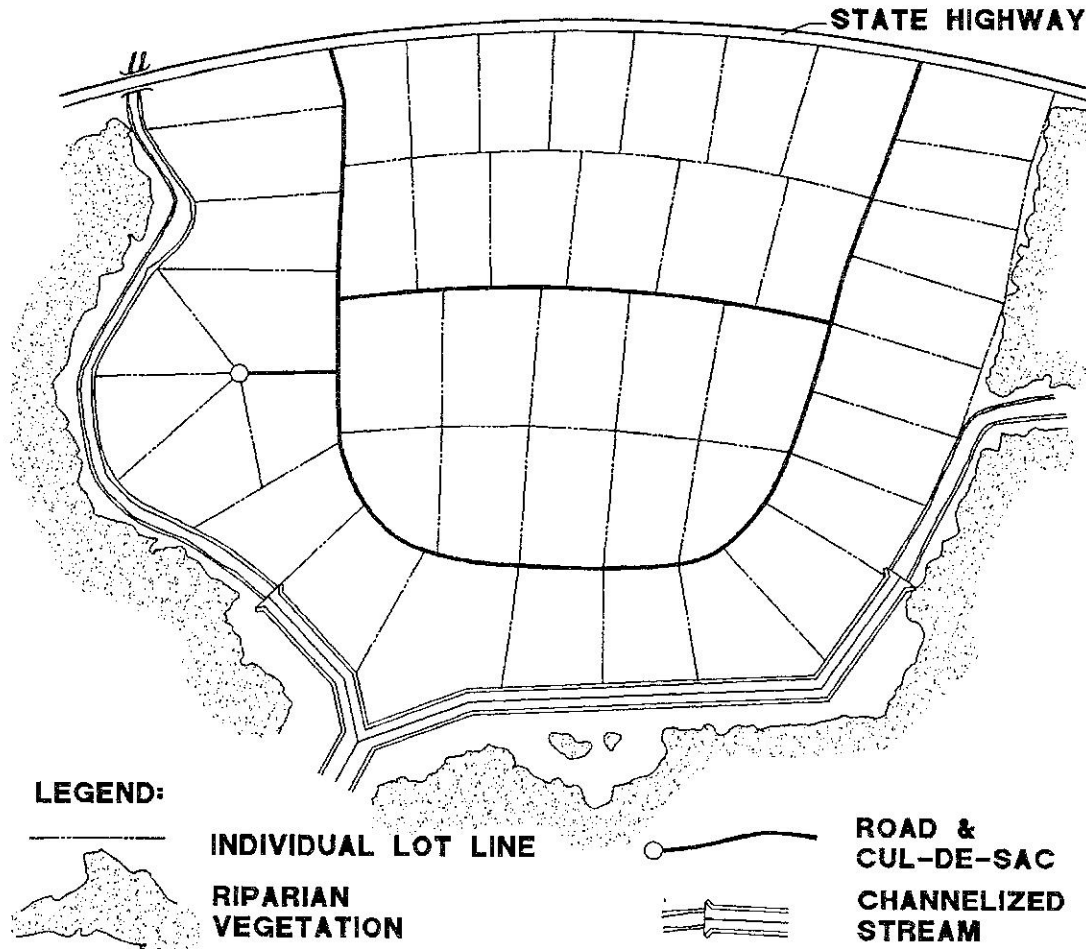 STATE HIGHWAY
LEGEND:
INDIVIDUAL LOT LINE
ROAD &
CUL-DE-SAC
RIPARIAN
VEGETATION
CHANNELIZED
STREAM